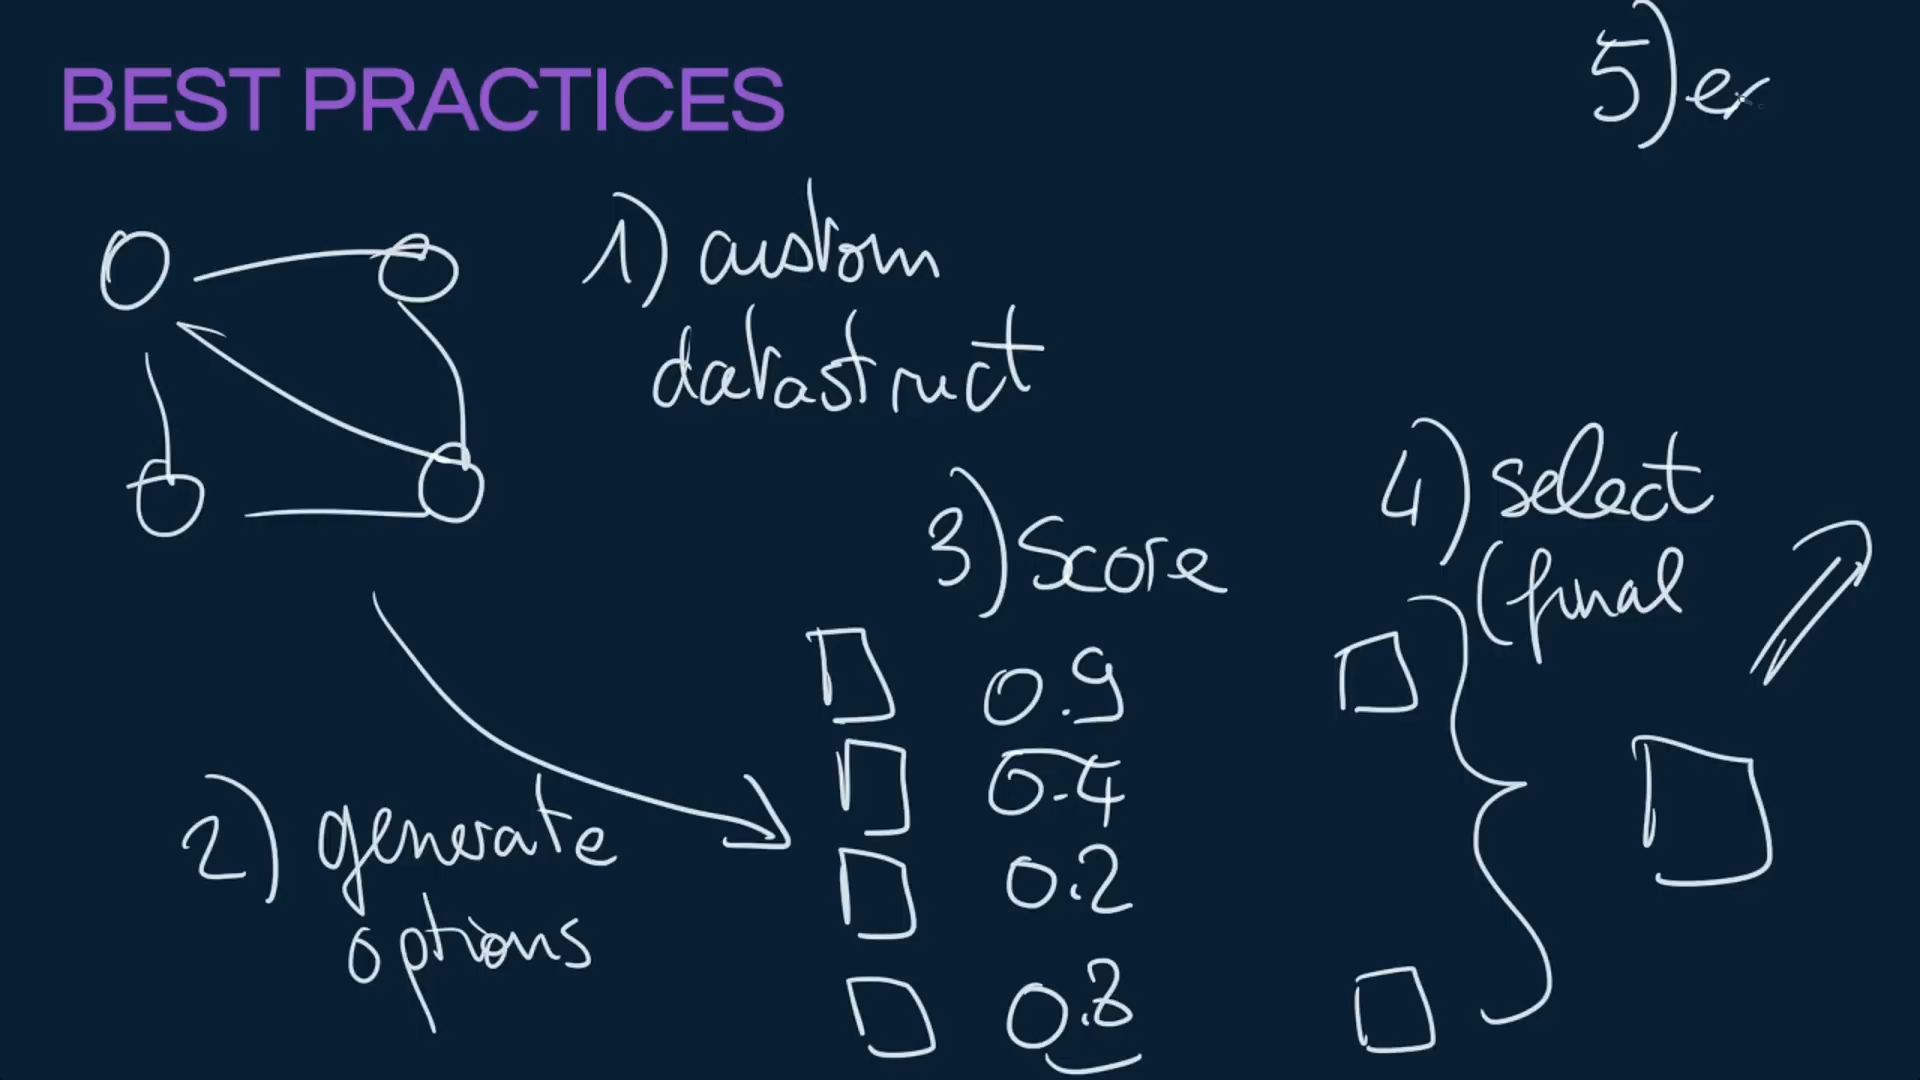 BEST PRACTICES
1) custom
datastruct
2) generate
options
3) Score
0.9
0.4
0.2
0.8
4) select
(final
5) ex